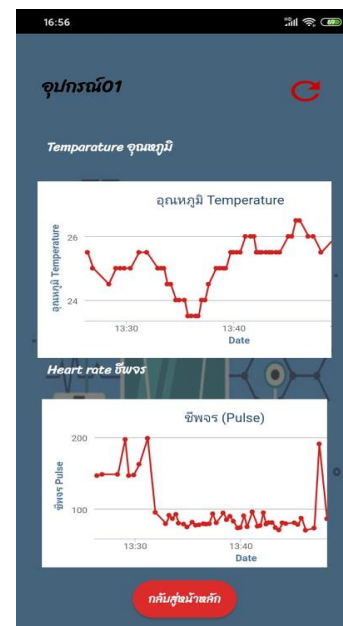 16:56
69
อุปกรณ์01
Temparature อุณหภูมิ
อุณหภูมิ Temperature
อุณหภูมิ Temperature
26
24
13:30
13:40
Date
Heart rate ชีพจร
ชีพจร (Pulse)
ชีพจร Pulse
200
100
13:30
13:40
Date
กลับสู่หน้าหลัก